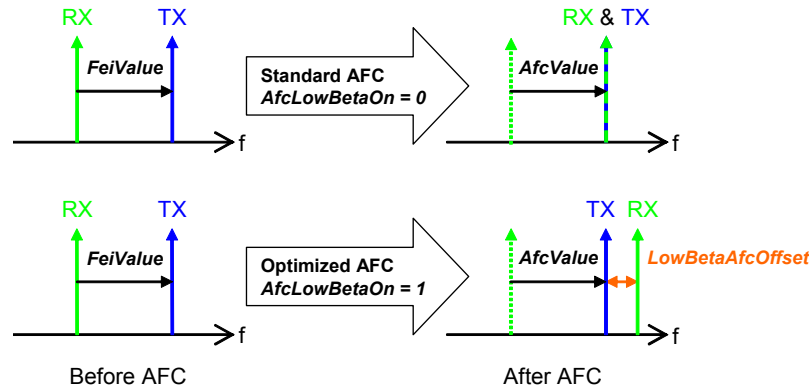 RX
TX
FeiValue
f
Standard AFC
AfcLowBetaOn = 0
RX & TX
AfcValue
f
RX
TX
FeiValue
f
Optimized AFC
AfcLowBetaOn = 1
TX
RX
AfcValue
LowBetaAfcOffset
f
Before AFC
After AFC